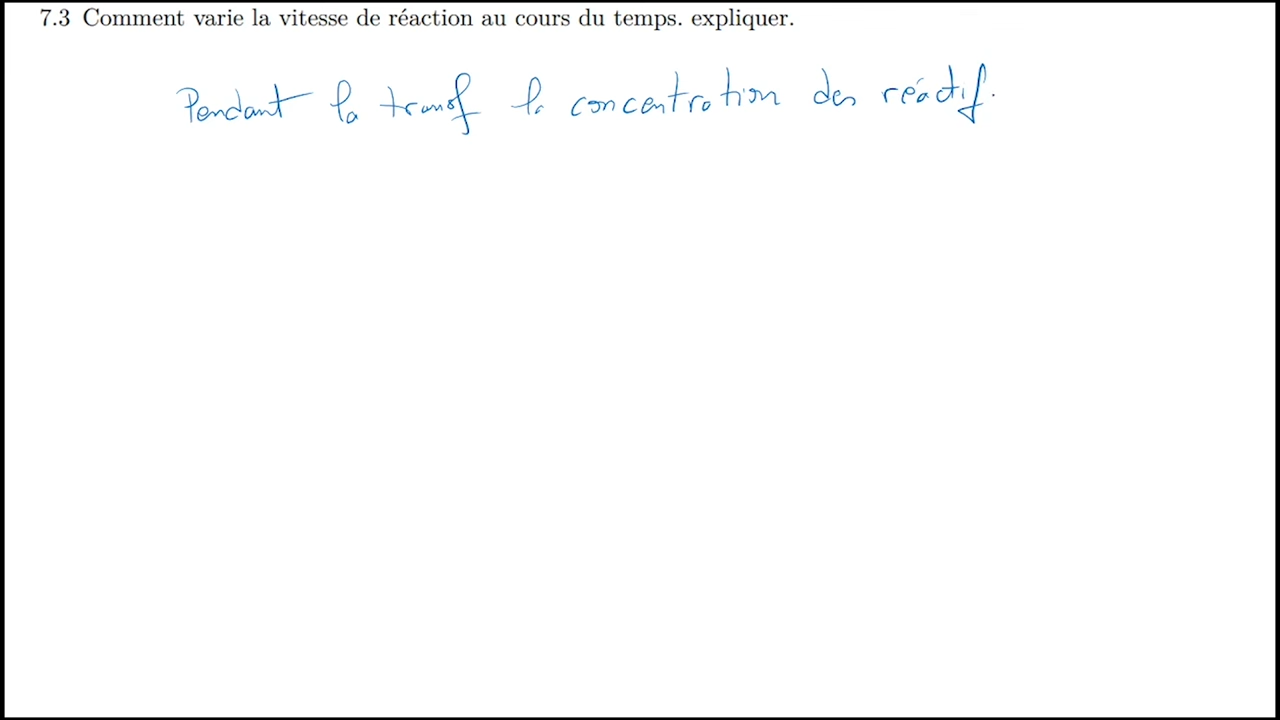 7.3 Comment varie la vitesse de réaction au cours du temps. expliquer.
Pendant la transf la concentration des réactif.